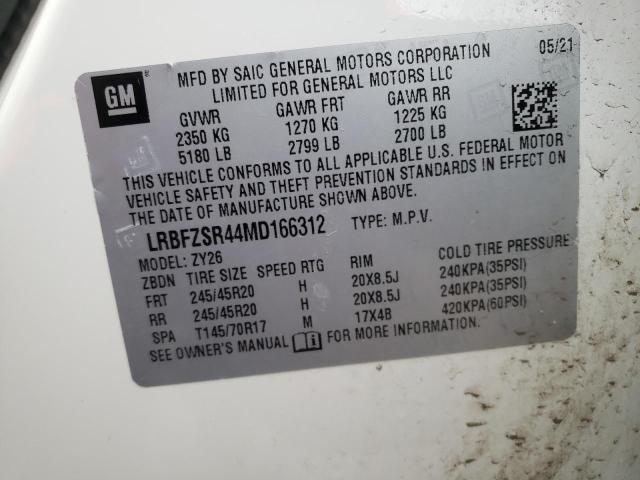 GM
®
MFD BY SAIC GENERAL MOTORS CORPORATION 05/21
LIMITED FOR GENERAL MOTORS LLC
GVWR GAWR FRT GAWR RR
2350 KG 1270 KG 1225 KG
5180 LB 2799 LB 2700 LB
THIS VEHICLE CONFORMS TO ALL APPLICABLE U.S. FEDERAL MOTOR
VEHICLE SAFETY AND THEFT PREVENTION STANDARDS IN EFFECT ON
THE DATE OF MANUFACTURE SHOWN ABOVE.
LRBFZSR44MD166312 TYPE: M.P.V.
MODEL: ZY26
ZBDN TIRE SIZE SPEED RTG RIM COLD TIRE PRESSURE
FRT 245/45R20 H 20X8.5J 240KPA(35PSI)
RR 245/45R20 H 20X8.5J 240KPA(35PSI)
SPA T145/70R17 M 17X4B 420KPA(60PSI)
SEE OWNER'S MANUAL FOR MORE INFORMATION.